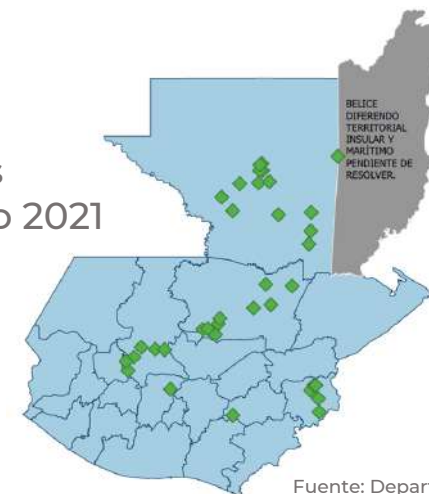 s
o 2021
BELICE
DIFERENDO
TERRITORIAL
INSULAR Y
MARÍTIMO
PENDIENTE DE
RESOLVER.
Fuente: Depar